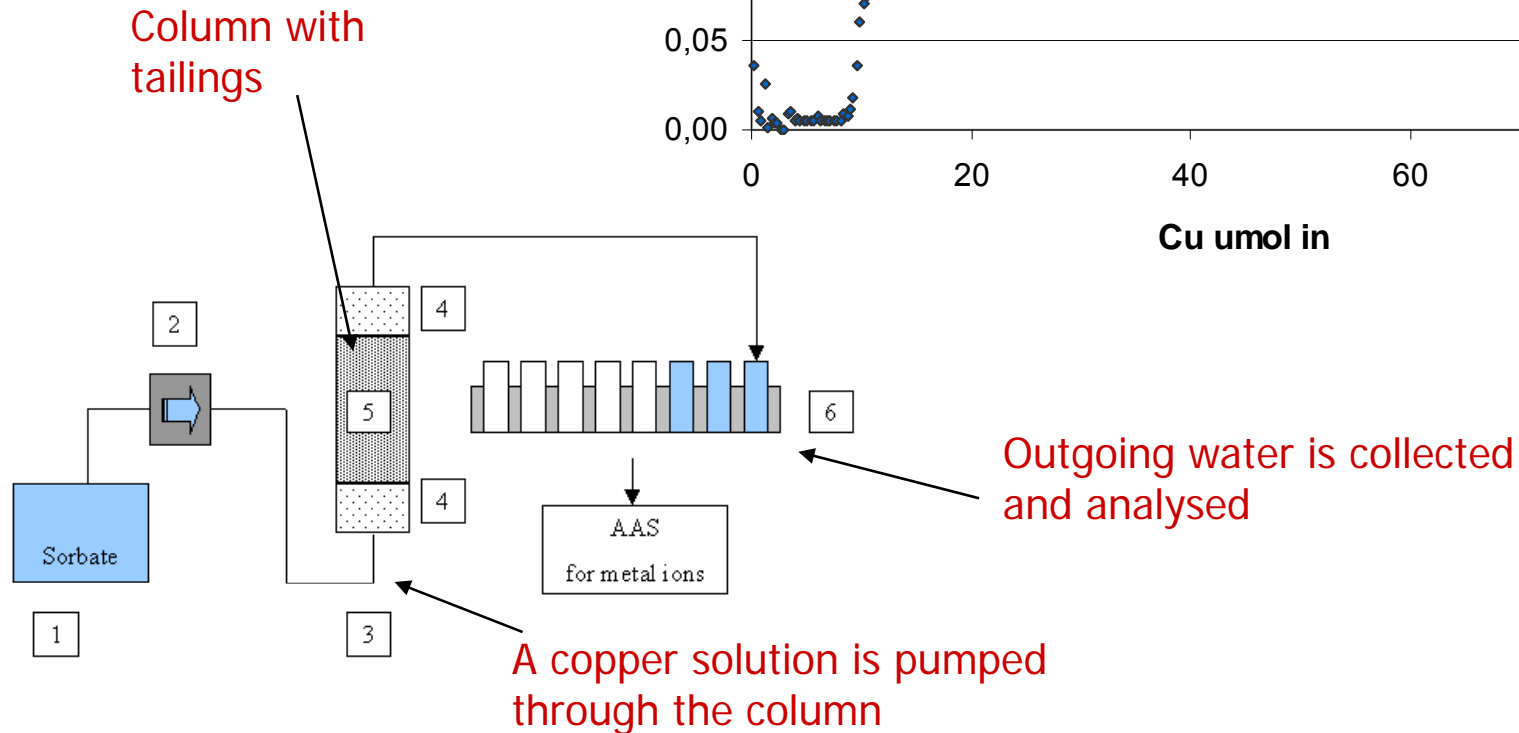 Column with
tailings
0,05
0,00
0
20
40
60
Cu umol in
2
4
5
6
4
Sorbate
AAS
for metal ions
1
3
Outgoing water is collected
and analysed
A copper solution is pumped
through the column